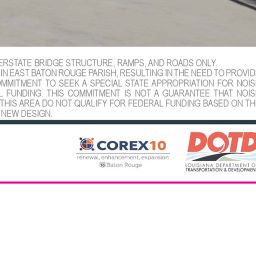 ERSTATE BRIDGE STRUCTURE, RAMPS, AND ROADS ONLY.
IN EAST BATON ROUGE PARISH, RESULTING IN THE NEED TO PROVID
OMMITMENT TO SEEK A SPECIAL STATE APPROPRIATION FOR NOIS
L FUNDING. THIS COMMITMENT IS NOT A GUARANTEE THAT NOIS
THIS AREA DO NOT QUALIFY FOR FEDERAL FUNDING BASED ON TH
NEW DESIGN.
COREX10
renewal, enhancement, expansion
Baton Rouge
DOTD
LOUISIANA DEPARTMENT O
TRANSPORTATION & DEVELOPMEN